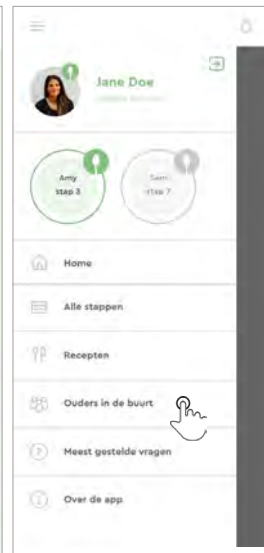 Jane Doe
Amy
stap 3
Sam
stap 7
Home
Alle stappen
Recepten
Ouders in de buurt
Meest gestelde vragen
Over de app